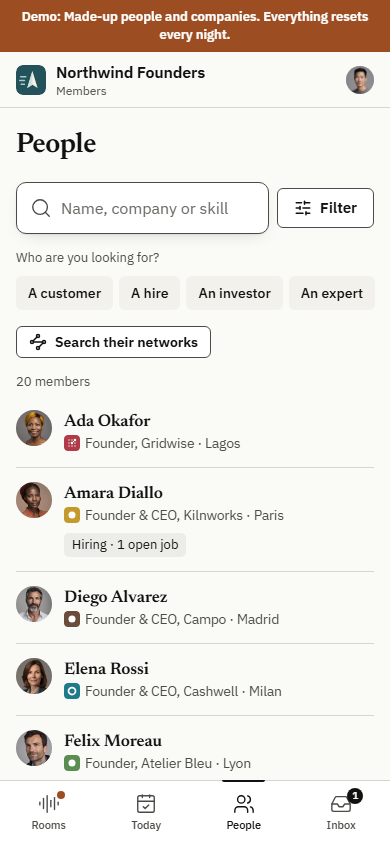 Demo: Made-up people and companies. Everything resets
every night.
Northwind Founders
Members
People
Name, company or skill
Filter
Who are you looking for?
A customer
A hire
An investor
An expert
Search their networks
20 members
Ada Okafor
Founder, Gridwise · Lagos
Amara Diallo
Founder & CEO, Kilnworks · Paris
Hiring · 1 open job
Diego Alvarez
Founder & CEO, Campo · Madrid
Elena Rossi
Founder & CEO, Cashwell · Milan
Felix Moreau
Founder, Atelier Bleu · Lyon
Rooms
Today
People
1
Inbox